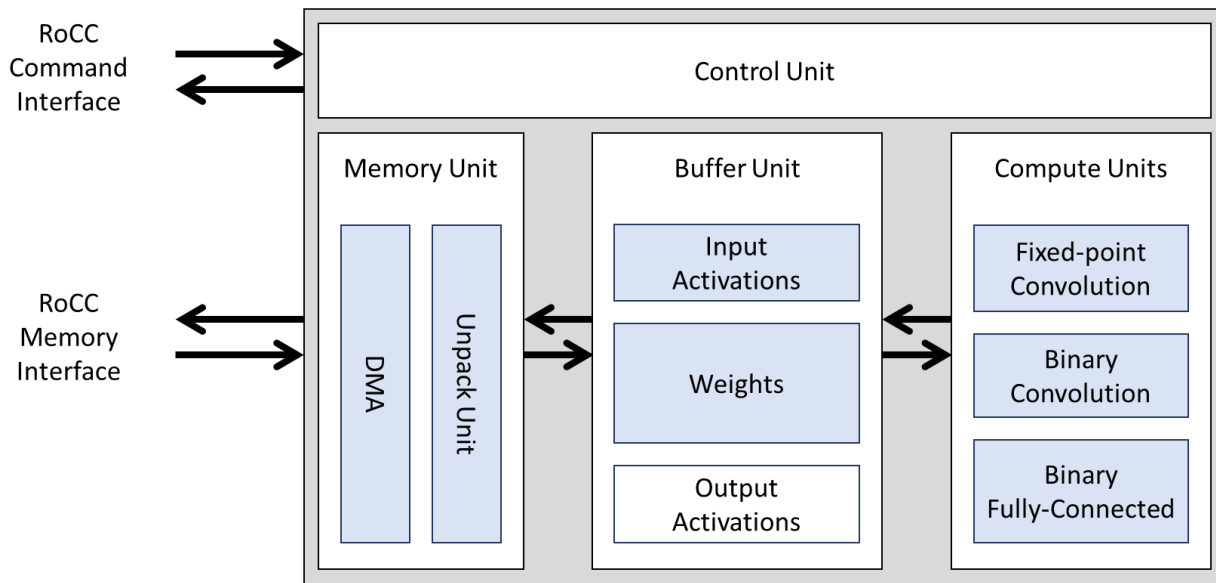 RoCC
Command
Interface
Control Unit
Memory Unit
Buffer Unit
Compute Units
RoCC
Memory
Interface
DMA
Unpack Unit
Input
Activations
Weights
Output
Activations
Fixed-point
Convolution
Binary
Convolution
Binary
Fully-Connected